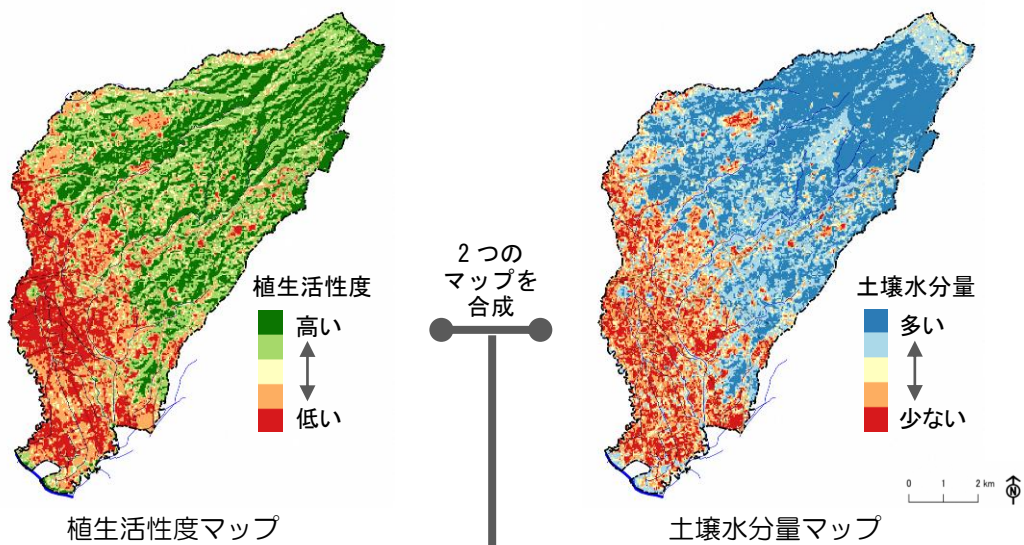 植生活性度
高い
低い
植生活性度マップ
2つの
マップを
合成
土壌水分量
多い
少ない
0 1 2 km
N
土壌水分量マップ